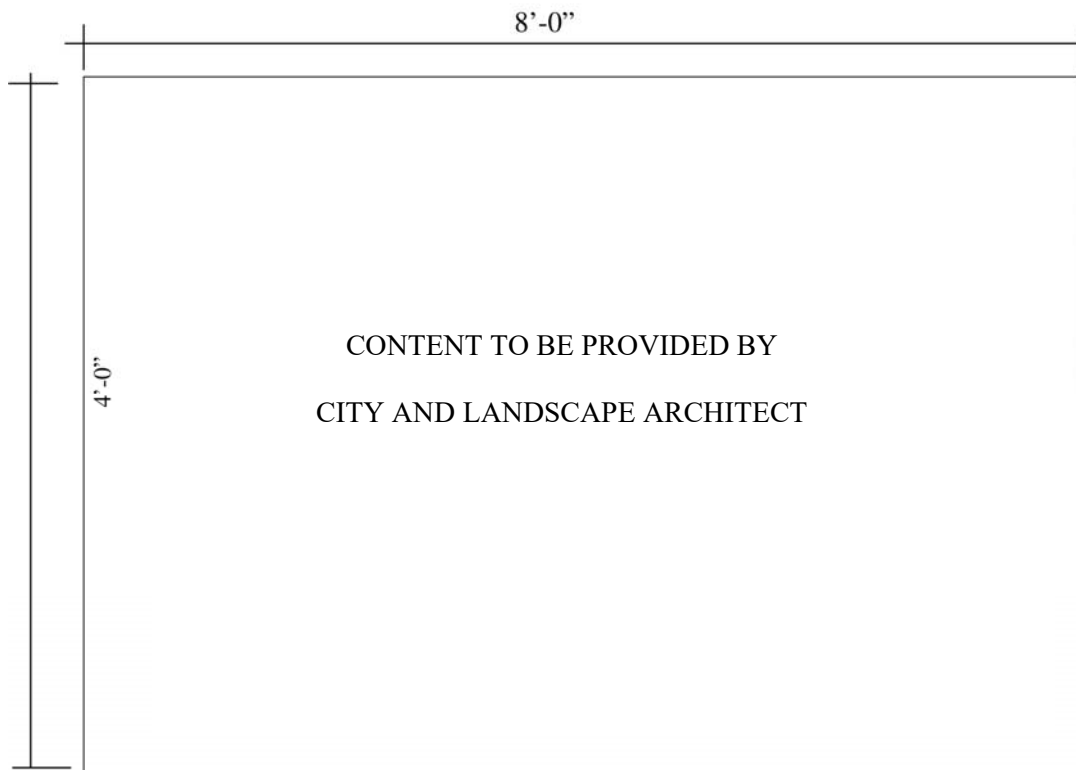 8’-0”
4’-0”
CONTENT TO BE PROVIDED BY
CITY AND LANDSCAPE ARCHITECT